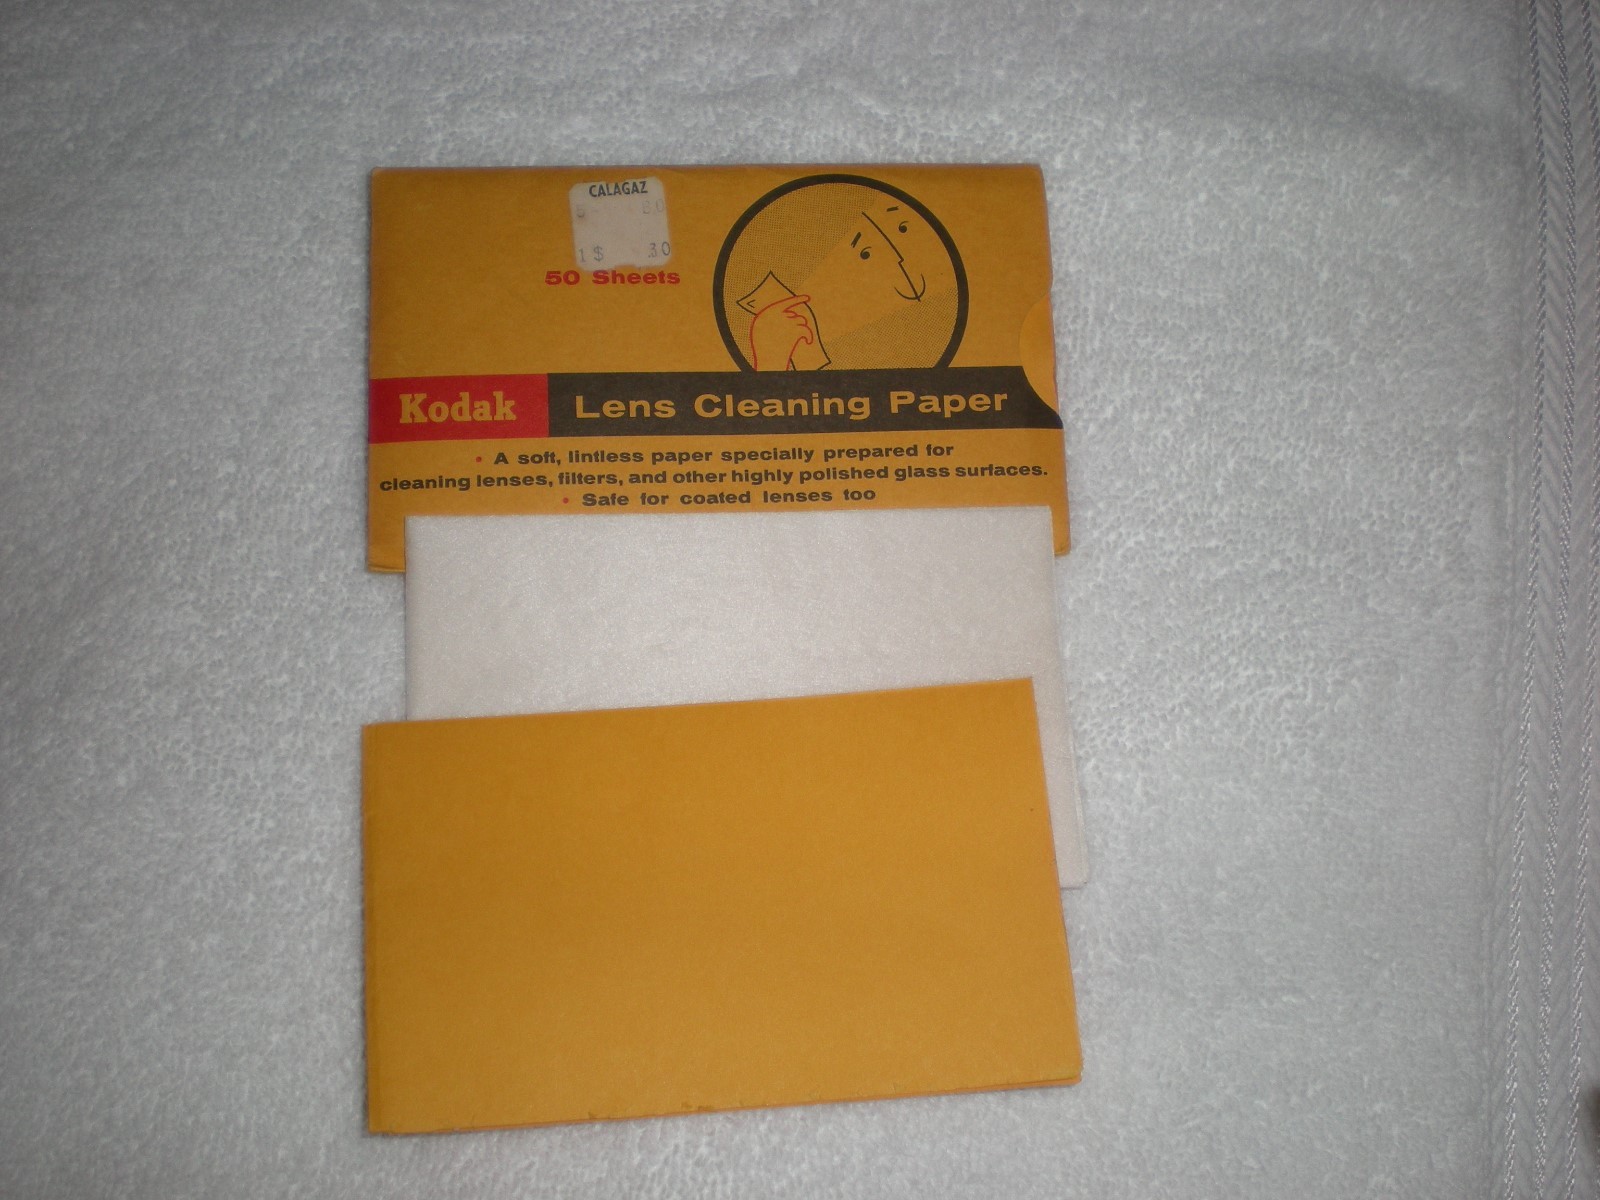 CALAGAZ
1 $ .30
50 Sheets
Kodak Lens Cleaning Paper
• A soft, lintless paper specially prepared for
cleaning lenses, filters, and other highly polished glass surfaces.
• Safe for coated lenses too